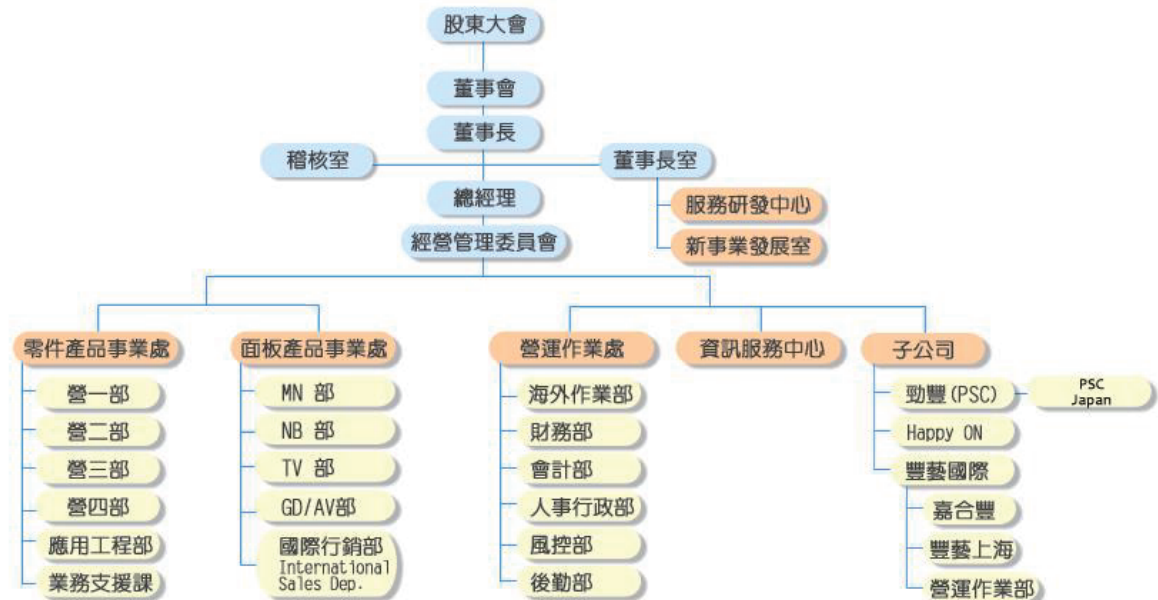 股東大會
董事會
董事長
稽核室
董事長室
總經理
服務研發中心
經營管理委員會
新事業發展室
零件產品事業處
面板產品事業處
營運作業處
資訊服務中心
子公司
營一部
營二部
營三部
營四部
應用工程部
業務支援課
MN 部
NB 部
TV 部
GD/AV部
國際行銷部
International
Sales Dep.
海外作業部
財務部
會計部
人事行政部
風控部
後勤部
勁豐(PSC)
PSC
Japan
Happy ON
豐藝國際
嘉合豐
豐藝上海
營運作業部